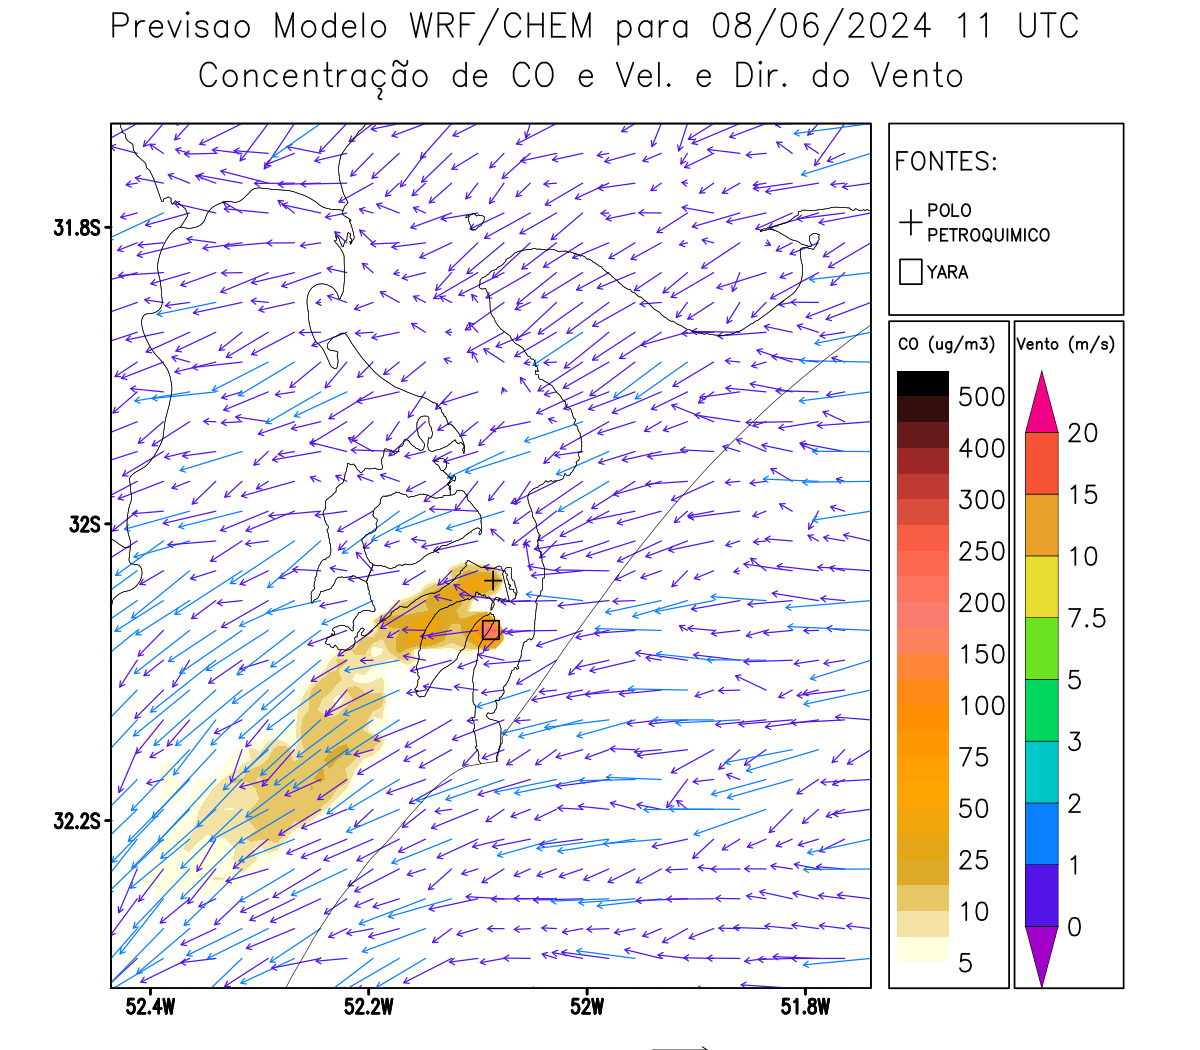 Previsao Modelo WRF/CHEM para 08/06/2024 11 UTC
Concentração de CO e Vel. e Dir. do Vento
FONTES:
POLO
PETROQUIMICO
YARA
31.8S
32S
32.2S
52.4W
52.2W
52W
51.8W
CO (ug/m3)
500
400
300
250
200
150
100
75
50
25
10
5
Vento (m/s)
20
15
10
7.5
5
3
2
1
0